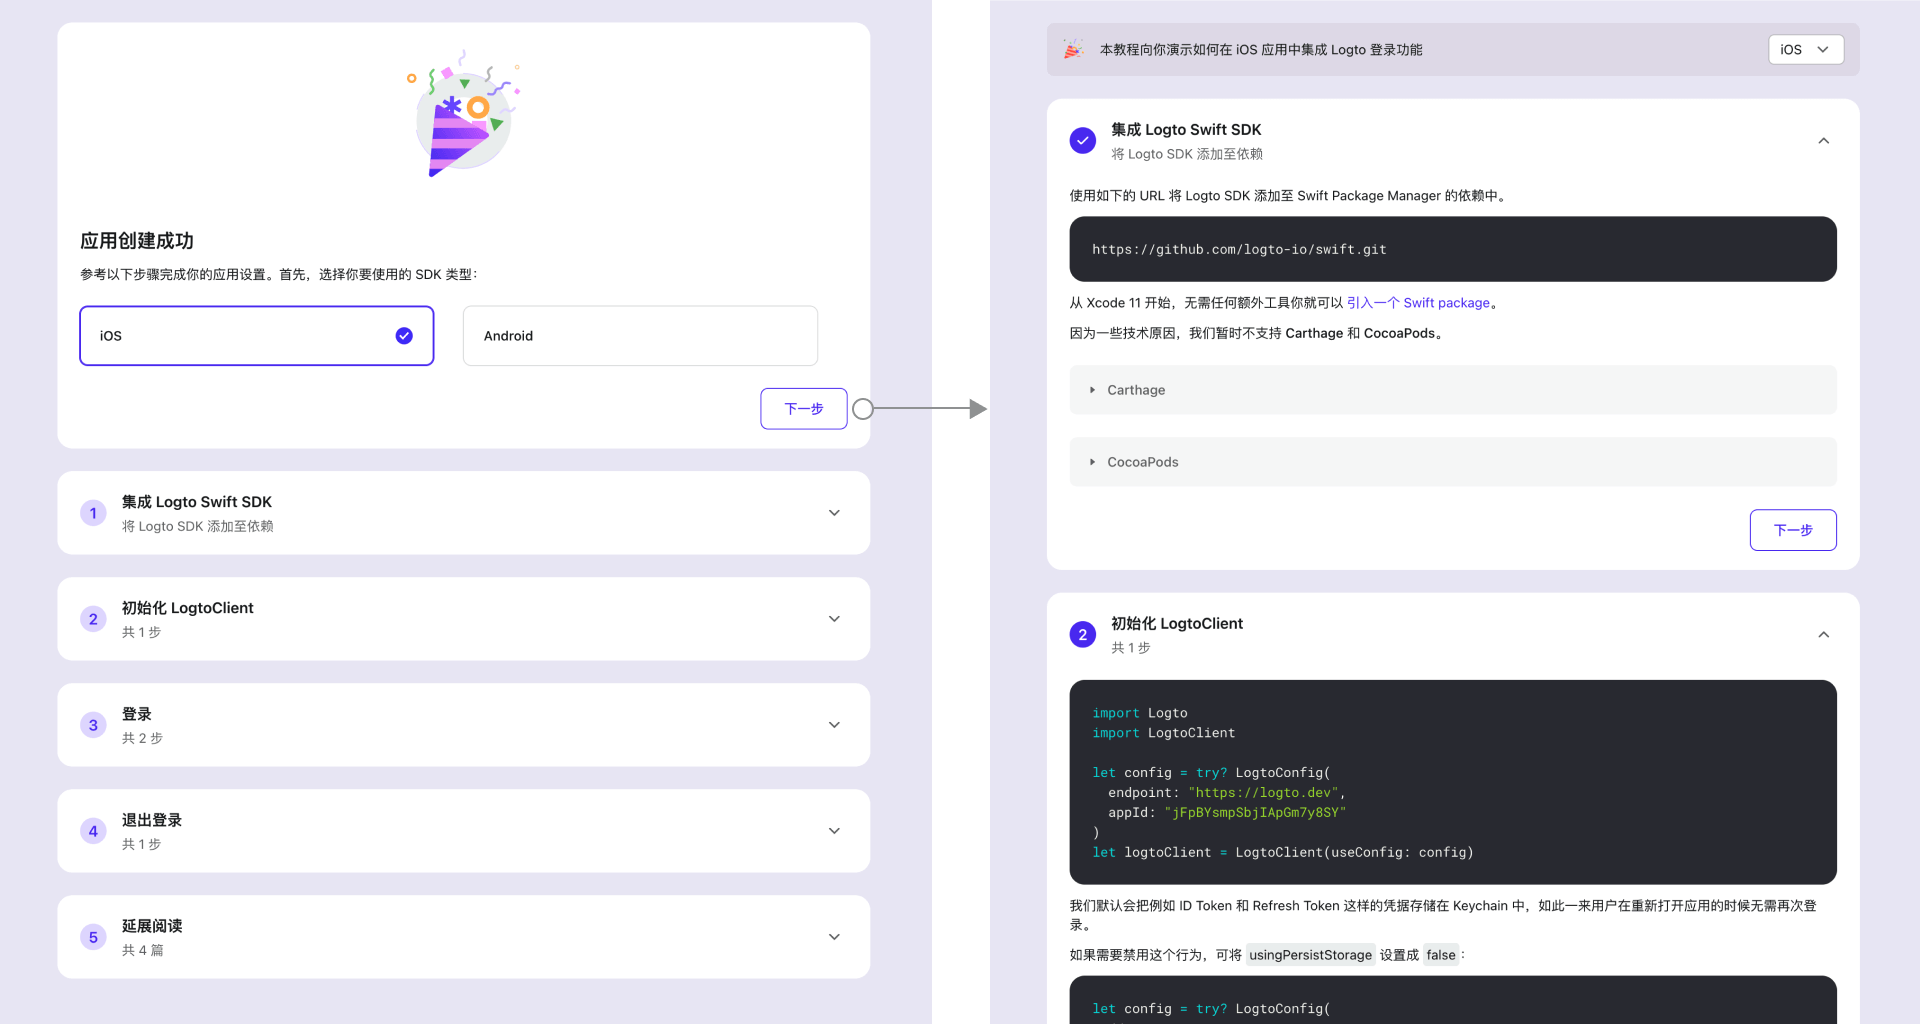 应用创建成功
参考以下步骤完成你的应用设置。首先，选择你要使用的 SDK 类型：
iOS
Android
下一步
1
集成 Logto Swift SDK
将 Logto SDK 添加至依赖
2
初始化 LogtoClient
共 1 步
3
登录
共 2 步
4
退出登录
共 1 步
5
延展阅读
共 4 篇
本教程向你演示如何在 iOS 应用中集成 Logto 登录功能
iOS
集成 Logto Swift SDK
将 Logto SDK 添加至依赖
使用如下的 URL 将 Logto SDK 添加至 Swift Package Manager 的依赖中。
https://github.com/logto-io/swift.git
从 Xcode 11 开始，无需任何额外工具你就可以 引入一个 Swift package。
因为一些技术原因，我们暂时不支持 Carthage 和 CocoaPods。
Carthage
CocoaPods
下一步
2
初始化 LogtoClient
共 1 步
import Logto
import LogtoClient
let config = try? LogtoConfig(
endpoint: "https://logto.dev",
appId: "jFpBYsmpSbjIApGm7y8SY"
)
let logtoClient = LogtoClient(useConfig: config)
我们默认会把例如 ID Token 和 Refresh Token 这样的凭据存储在 Keychain 中，如此一来用户在重新打开应用的时候无需再次登
录。
如果需要禁用这个行为，可将 usingPersistStorage 设置成 false：
let config = try? LogtoConfig(